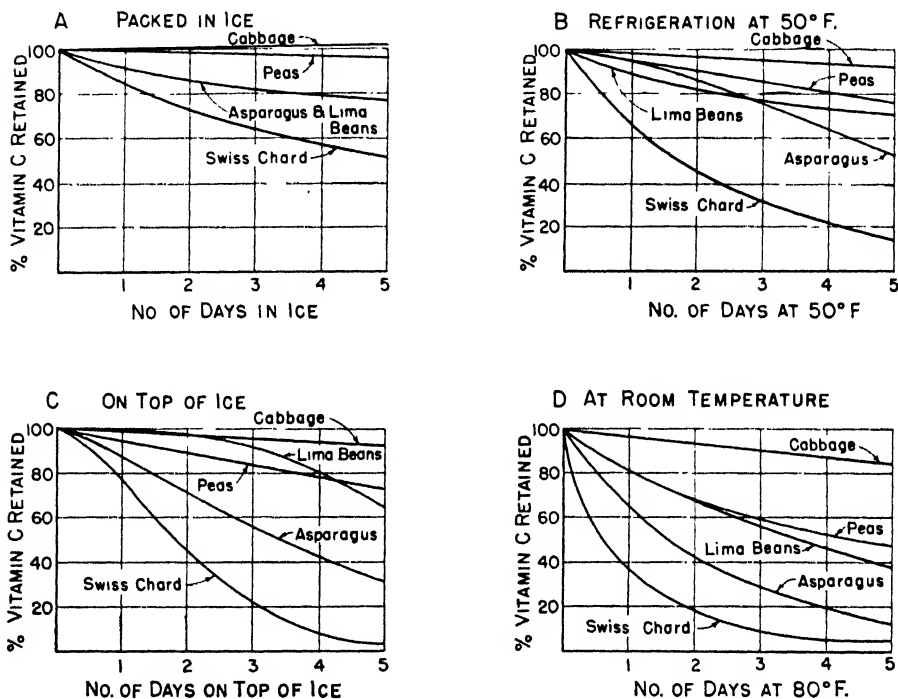 A PACKED IN ICE
% VITAMIN C RETAINED
100
80
60
40
20
Cabbage
Peas
Asparagus & Lima
Beans
Swiss Chard
1 2 3 4 5
NO OF DAYS IN ICE
B REFRIGERATION AT 50° F.
% VITAMIN C RETAINED
100
80
60
40
20
Cabbage
Peas
Lima Beans
Asparagus
Swiss Chard
1 2 3 4 5
NO. OF DAYS AT 50° F
C ON TOP OF ICE
% VITAMIN C RETAINED
100
80
60
40
20
Cabbage
Lima Beans
Peas
Asparagus
Swiss Chard
1 2 3 4 5
NO. OF DAYS ON TOP OF ICE
D AT ROOM TEMPERATURE
% VITAMIN C RETAINED
100
80
60
40
20
Cabbage
Peas
Lima Beans
Asparagus
Swiss Chard
1 2 3 4 5
NO. OF DAYS AT 80° F.